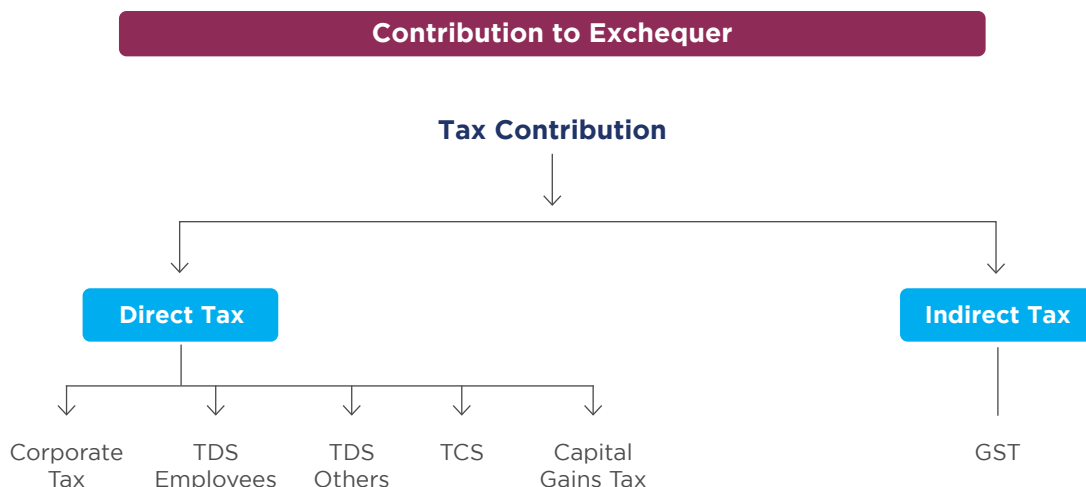 Contribution to Exchequer
Tax Contribution
Direct Tax
Indirect Tax
Corporate
Tax
TDS
Employees
TDS
Others
TCS
Capital
Gains Tax
GST